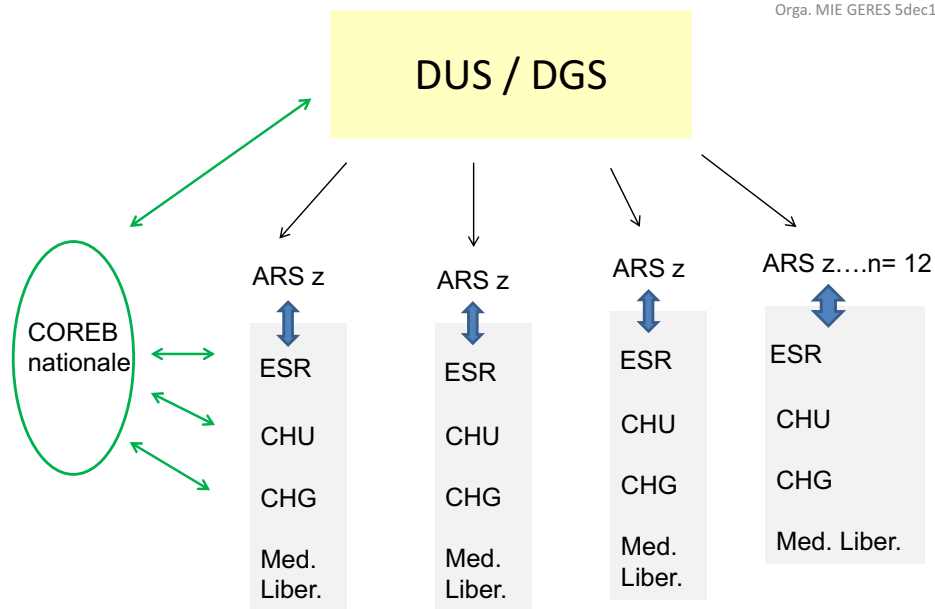 Orga. MIE GERES 5dec1
DUS / DGS
ARS z
ARS z
ARS z
ARS z....n= 12
COREB
nationale
ESR
CHU
CHG
Med.
Liber.
ESR
CHU
CHG
Med.
Liber.
ESR
CHU
CHG
Med.
Liber.
ESR
CHU
CHG
Med. Liber.